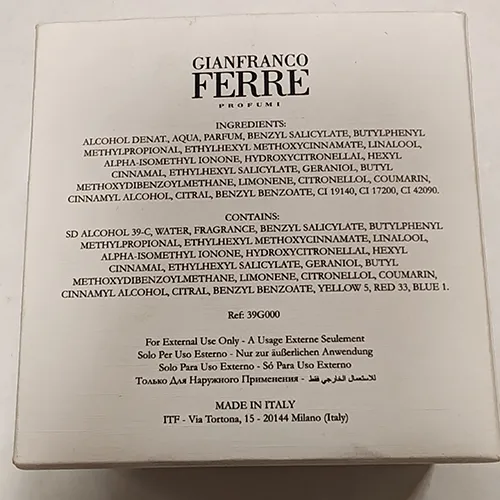 GIANFRANCO
FERRE
PROFUMI
INGREDIENTS:
ALCOHOL DENAT., AQUA, PARFUM, BENZYL SALICYLATE, BUTYLPHENYL
METHYLPROPIONAL, ETHYLHEXYL METHOXYCINNAMATE, LINALOOL,
ALPHA-ISOMETHYL IONONE, HYDROXYCITRONELLAL, HEXYL
CINNAMAL, ETHYLHEXYL SALICYLATE, GERANIOL, BUTYL
METHOXYDIBENZOYLMETHANE, LIMONENE, CITRONELLOL, COUMARIN,
CINNAMYL ALCOHOL, CITRAL, BENZYL BENZOATE, CI 19140, CI 17200, CI 42090.
CONTAINS:
SD ALCOHOL 39-C, WATER, FRAGRANCE, BENZYL SALICYLATE, BUTYLPHENYL
METHYLPROPIONAL, ETHYLHEXYL METHOXYCINNAMATE, LINALOOL,
ALPHA-ISOMETHYL IONONE, HYDROXYCITRONELLAL, HEXYL
CINNAMAL, ETHYLHEXYL SALICYLATE, GERANIOL, BUTYL
METHOXYDIBENZOYLMETHANE, LIMONENE, CITRONELLOL, COUMARIN,
CINNAMYL ALCOHOL, CITRAL, BENZYL BENZOATE, YELLOW 5, RED 33, BLUE 1.
Ref: 39G000
For External Use Only - A Usage Externe Seulement
Solo Per Uso Esterno - Nur zur äußerlichen Anwendung
Solo Para Uso Externo - Só Para Uso Externo
Только Для Наружного Применения - للاستعمال الخارجي فقط
MADE IN ITALY
ITF - Via Tortona, 15 - 20144 Milano (Italy)